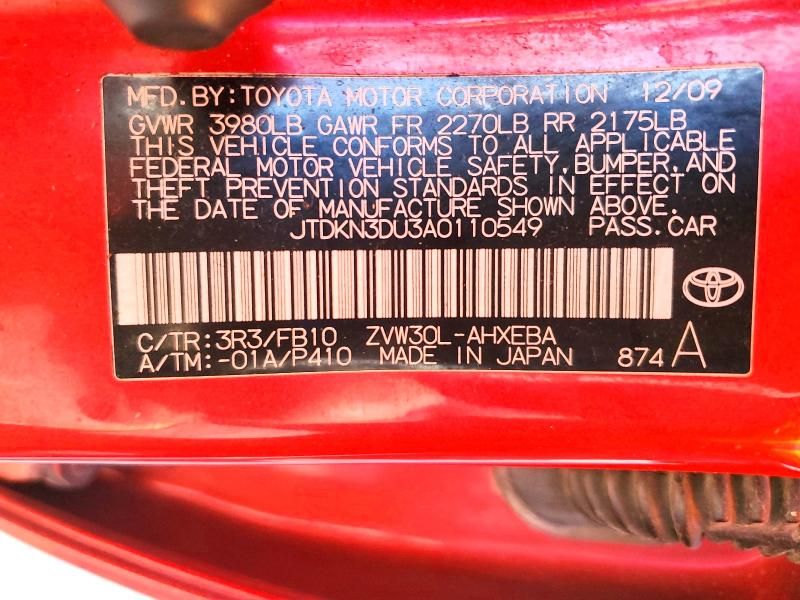 MFD. BY: TOYOTA MOTOR CORPORATION 12/09
GVWR 3980LB GAWR FR 2270LB RR 2175LB
THIS VEHICLE CONFORMS TO ALL APPLICABLE
FEDERAL MOTOR VEHICLE SAFETY, BUMPER, AND
THEFT PREVENTION STANDARDS IN EFFECT ON
THE DATE OF MANUFACTURE SHOWN ABOVE.
JTDKN3DU3A0110549 PASS. CAR
C/TR: 3R3/FB10 ZVW30L-AHXEBA
A/TM: -01A/P410 MADE IN JAPAN 874 A